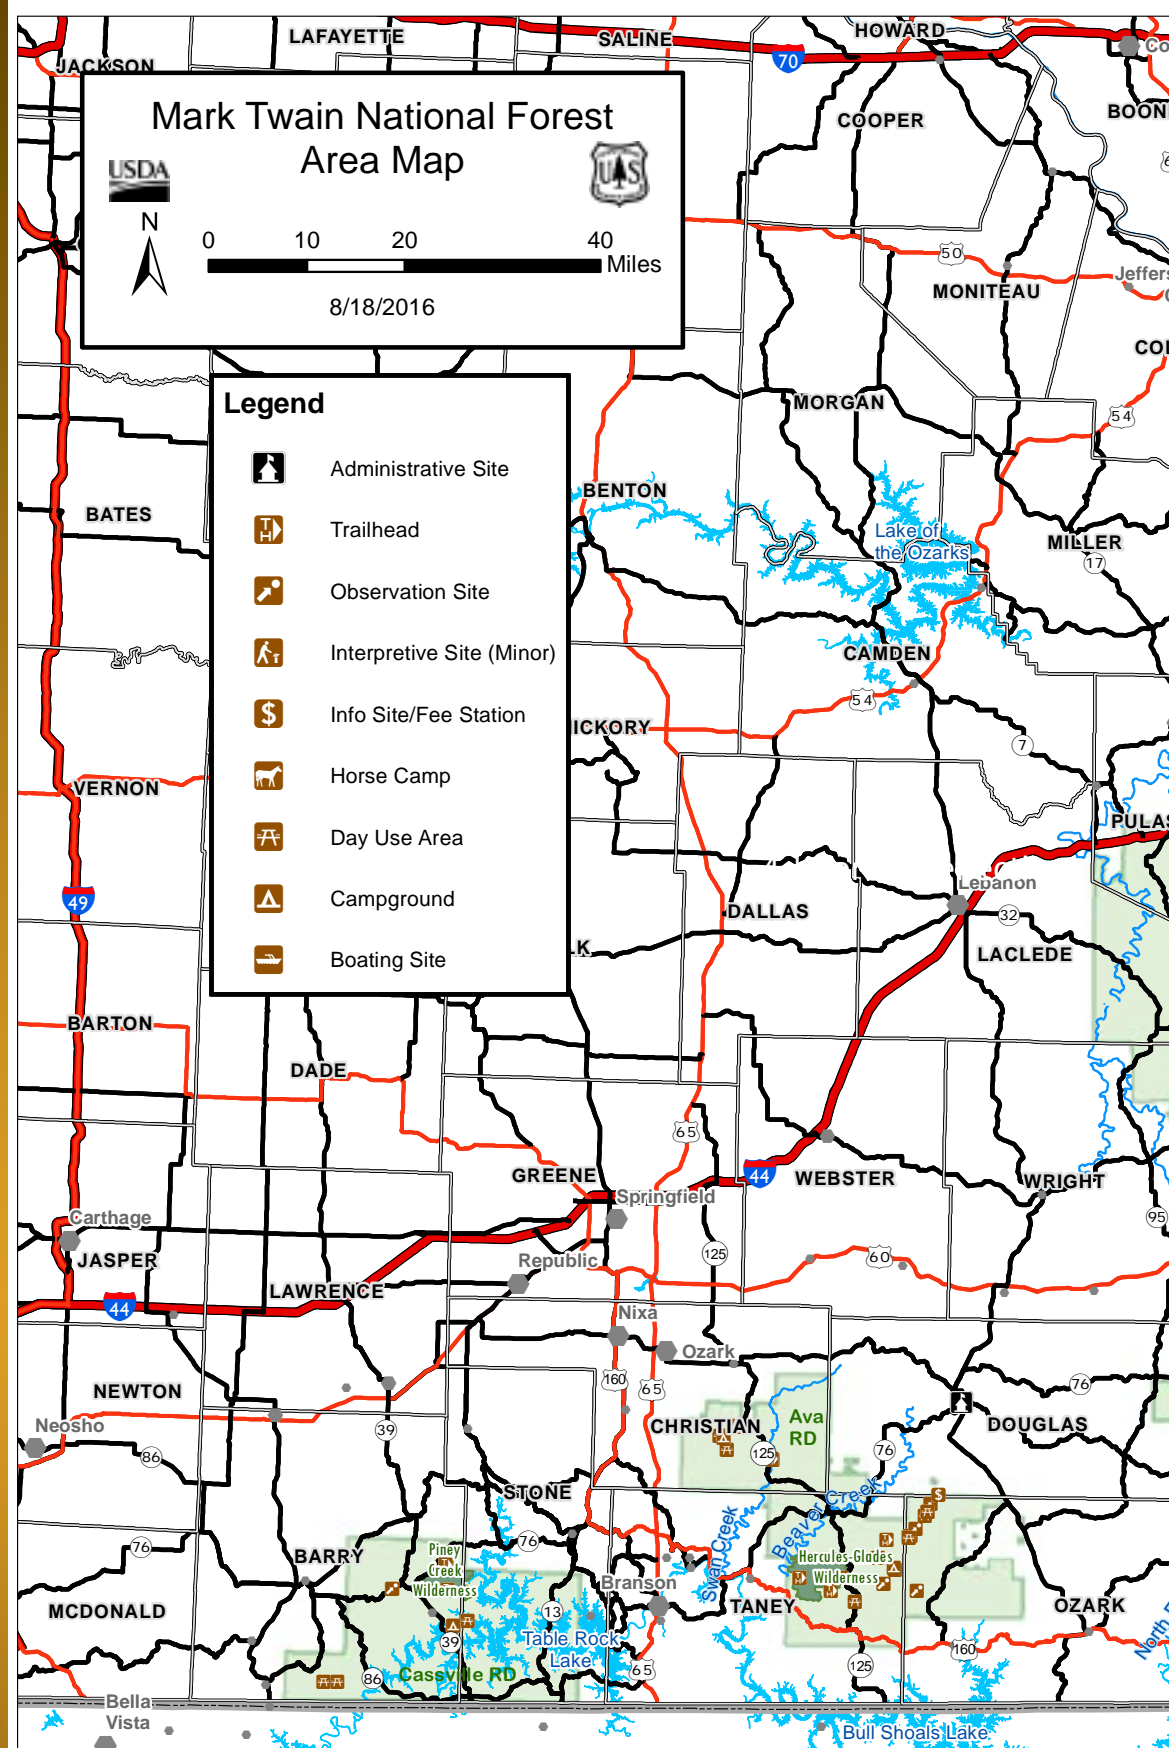 LAFAYETTE
SALINE
HOWARD
JACKSON
70
Co
COOPER
BOON
Mark Twain National Forest
Area Map
USDA
US
N
0 10 20 40
Miles
8/18/2016
50
MONITEAU
Jeffers
MORGAN
54
Legend
Administrative Site
Trailhead
Observation Site
Interpretive Site (Minor)
Info Site/Fee Station
Horse Camp
Day Use Area
Campground
Boating Site
BENTON
BATES
Lake of
the Ozarks
MILLER
17
CAMDEN
54
ICKORY
7
VERNON
PULAS
49
Lebanon
32
DALLAS
LK
LACLEDE
BARTON
DADE
65
GREENE
44
WEBSTER
WRIGHT
Springfield
95
Carthage
JASPER
Republic
125
60
LAWRENCE
44
Nixa
Ozark
160
65
76
NEWTON
39
CHRISTIAN
Ava
RD
DOUGLAS
Neosho
86
125
76
STONE
Beaver Creek
Swan Creek
76
76
BARRY
Piney
Creek
Wilderness
Hercules-Glades
Wilderness
Branson
MCDONALD
13
TANEY
OZARK
Table Rock
Lake
39
65
160
North
Cassville RD
86
125
Bella
Vista
Bull Shoals Lake